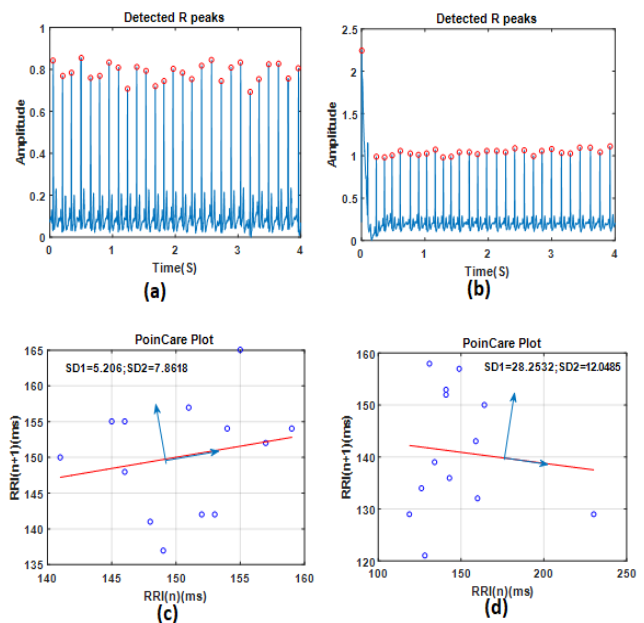 Detected R peaks
1
0.8
0.6
0.4
0.2
0
Amplitude
0 1 2 3 4
Time(S)
(a)
Detected R peaks
2.5
2
1.5
1
0.5
0
Amplitude
0 1 2 3 4
Time(S)
(b)
PoinCare Plot
SD1=5.206;SD2=7.8618
165
160
155
150
145
140
135
RRI(n+1)(ms)
140 145 150 155 160
RRI(n)(ms)
(c)
PoinCare Plot
SD1=28.2532;SD2=12.0485
160
150
140
130
120
RRI(n+1)(ms)
100 150 200 250
RRI(n)(ms)
(d)